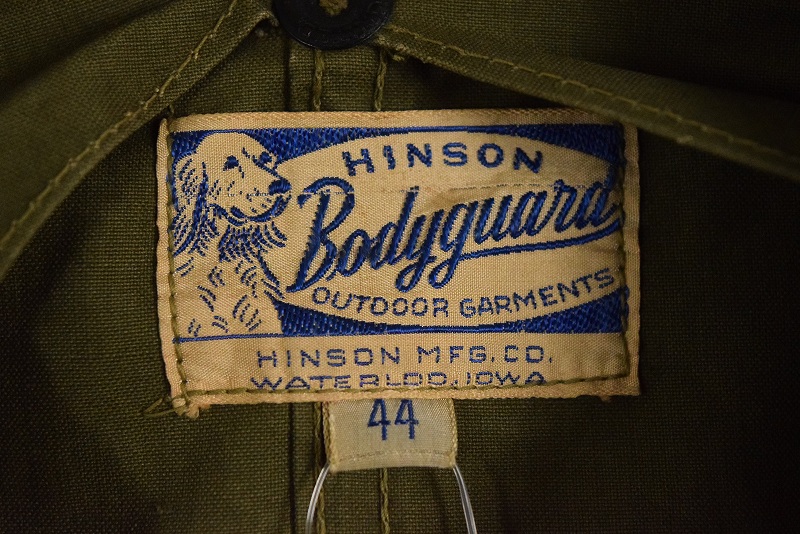 HINSON
Bodyguard
OUTDOOR GARMENTS
HINSON MFG. CO.
WATERLOO, IOWA
44